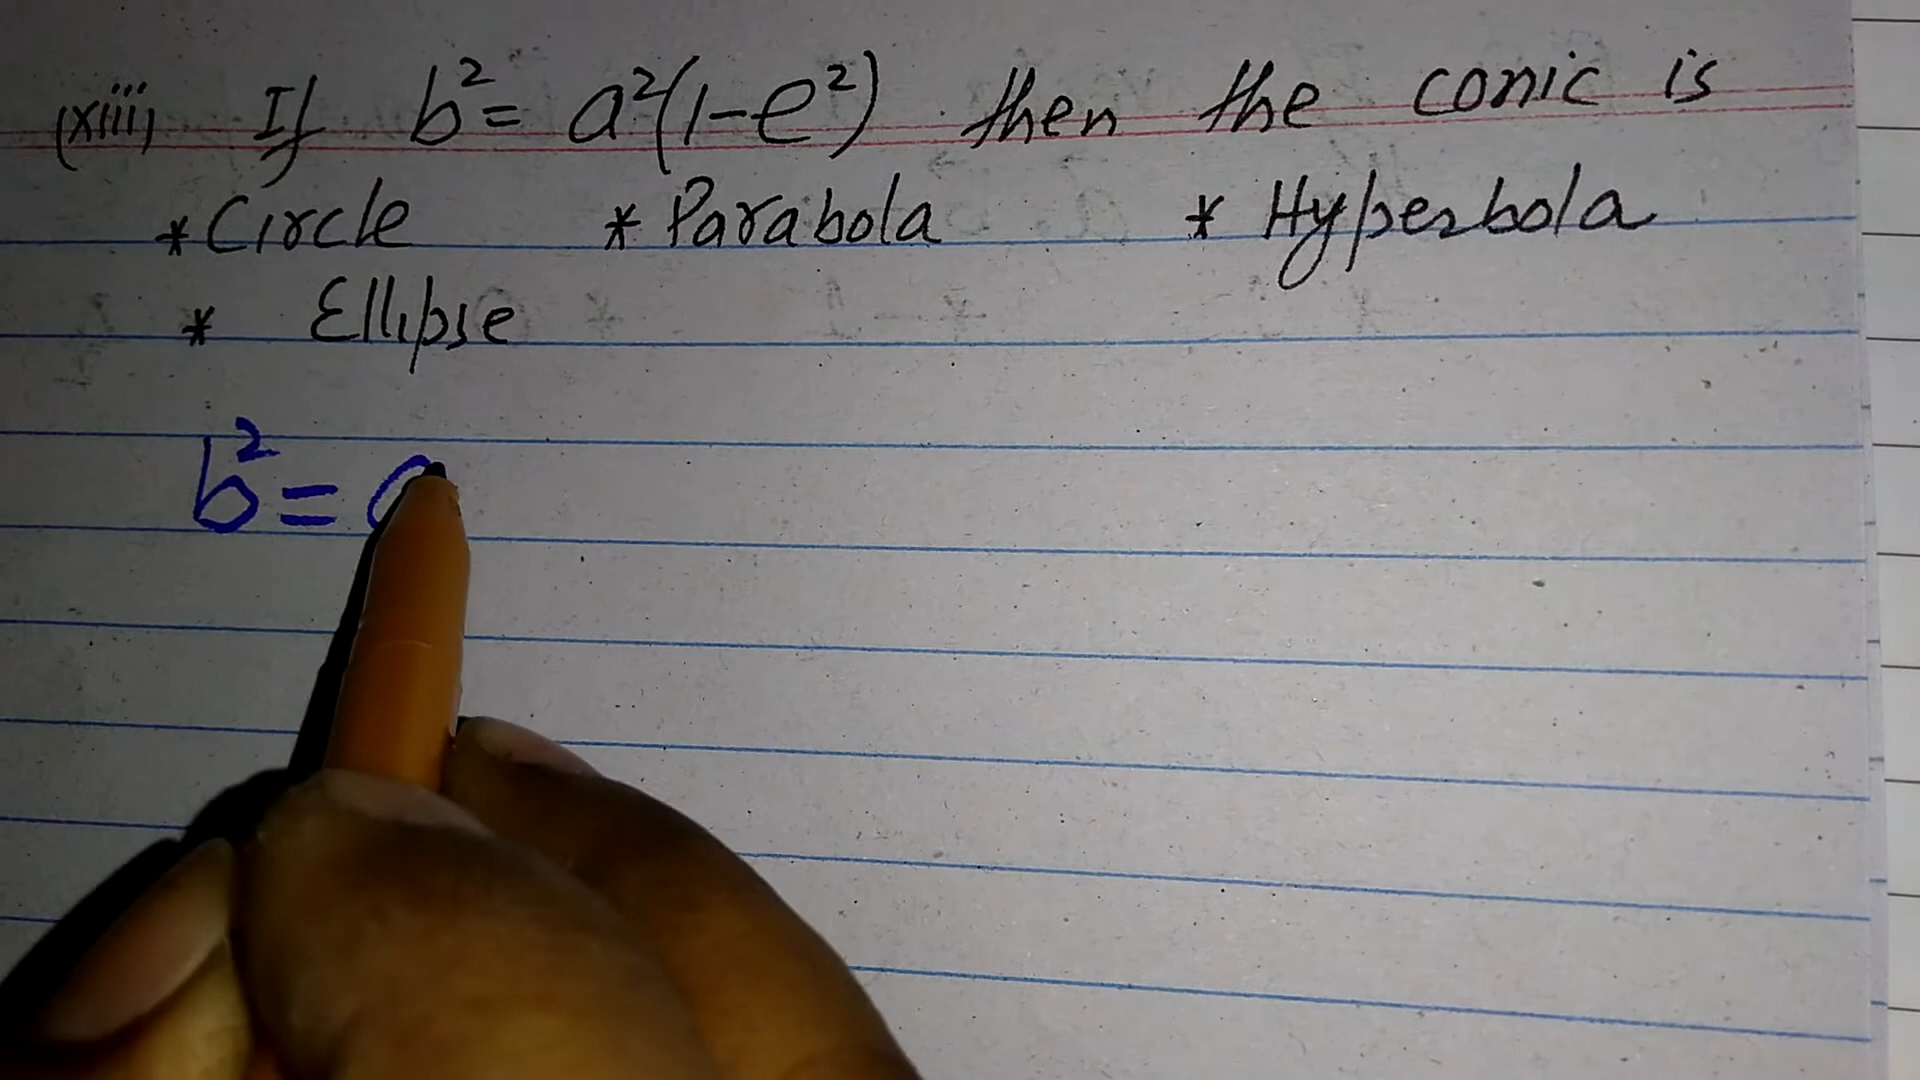 (xiii) If b²= a²(1-e²) then the conic is
*Circle * Parabola * Hyperbola
* Ellipse
b²= a